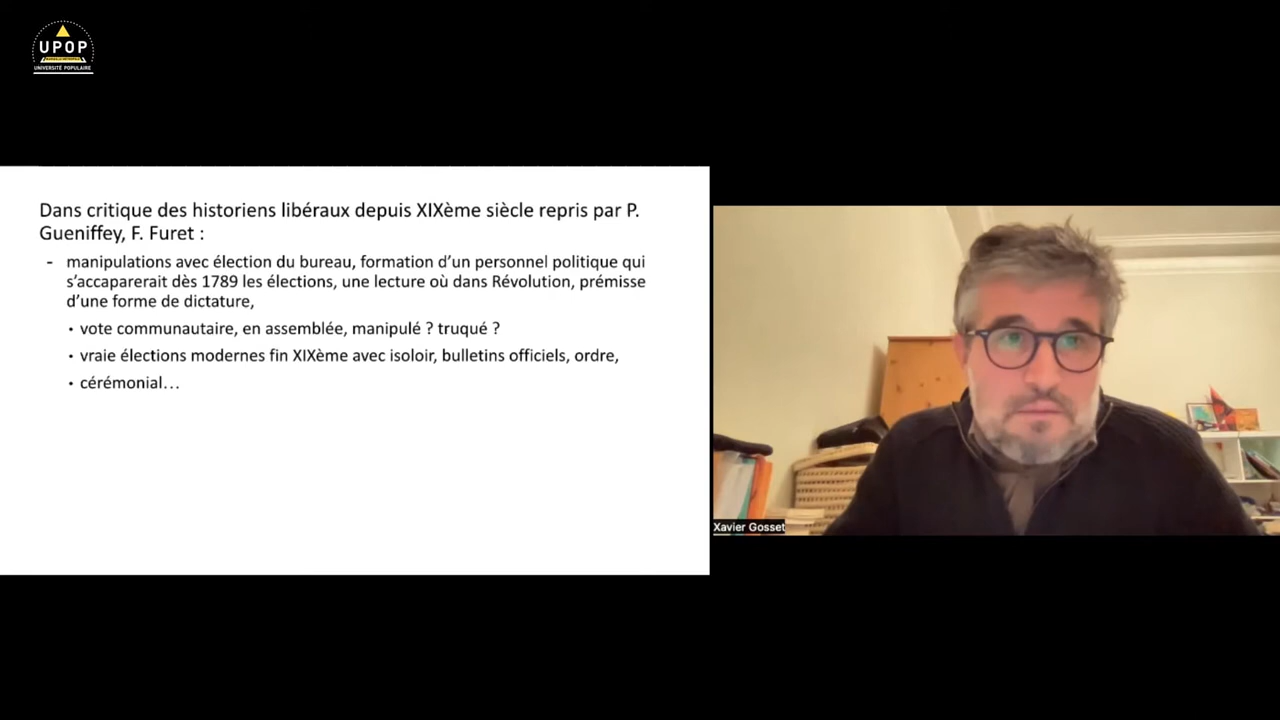 UPOP
UNIVERSITÉ POPULAIRE
Dans critique des historiens libéraux depuis XIXème siècle repris par P.
Gueniffey, F. Furet :
- manipulations avec élection du bureau, formation d'un personnel politique qui
s'accaparerait dès 1789 les élections, une lecture où dans Révolution, prémisse
d'une forme de dictature,
• vote communautaire, en assemblée, manipulé ? truqué ?
• vraie élections modernes fin XIXème avec isoloir, bulletins officiels, ordre,
• cérémonial…
Xavier Gosset